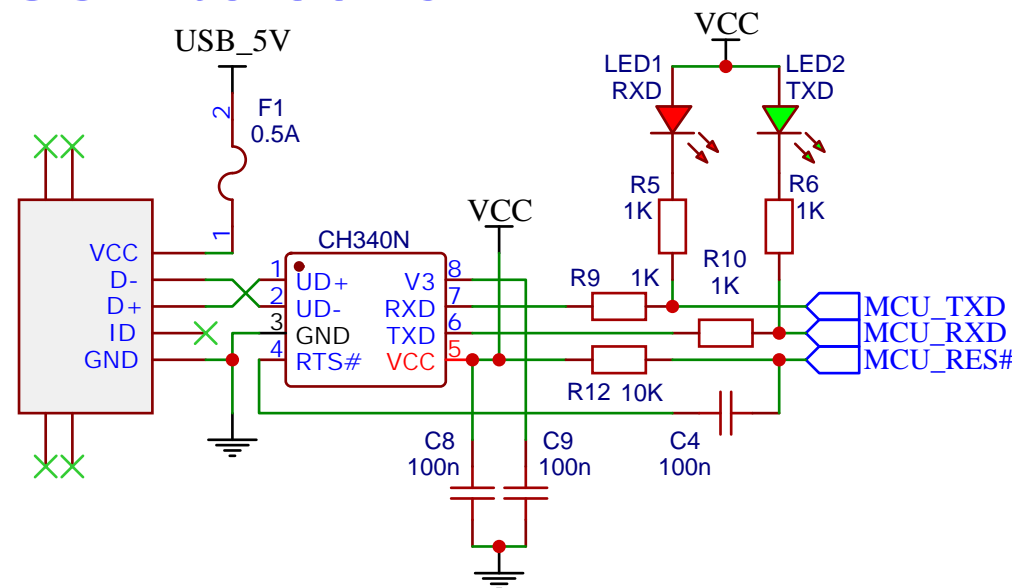 USB_5V
F1
0.5A
2
1
VCC
D-
D+
ID
GND
CH340N
1
2
3
4
UD+
UD-
GND
RTS#
V3
RXD
TXD
VCC
8
7
6
5
VCC
VCC
LED1
RXD
LED2
TXD
R5
1K
R6
1K
R9 1K
R10
1K
R12 10K
MCU_TXD
MCU_RXD
MCU_RES#
C8
100n
C9
100n
C4
100n